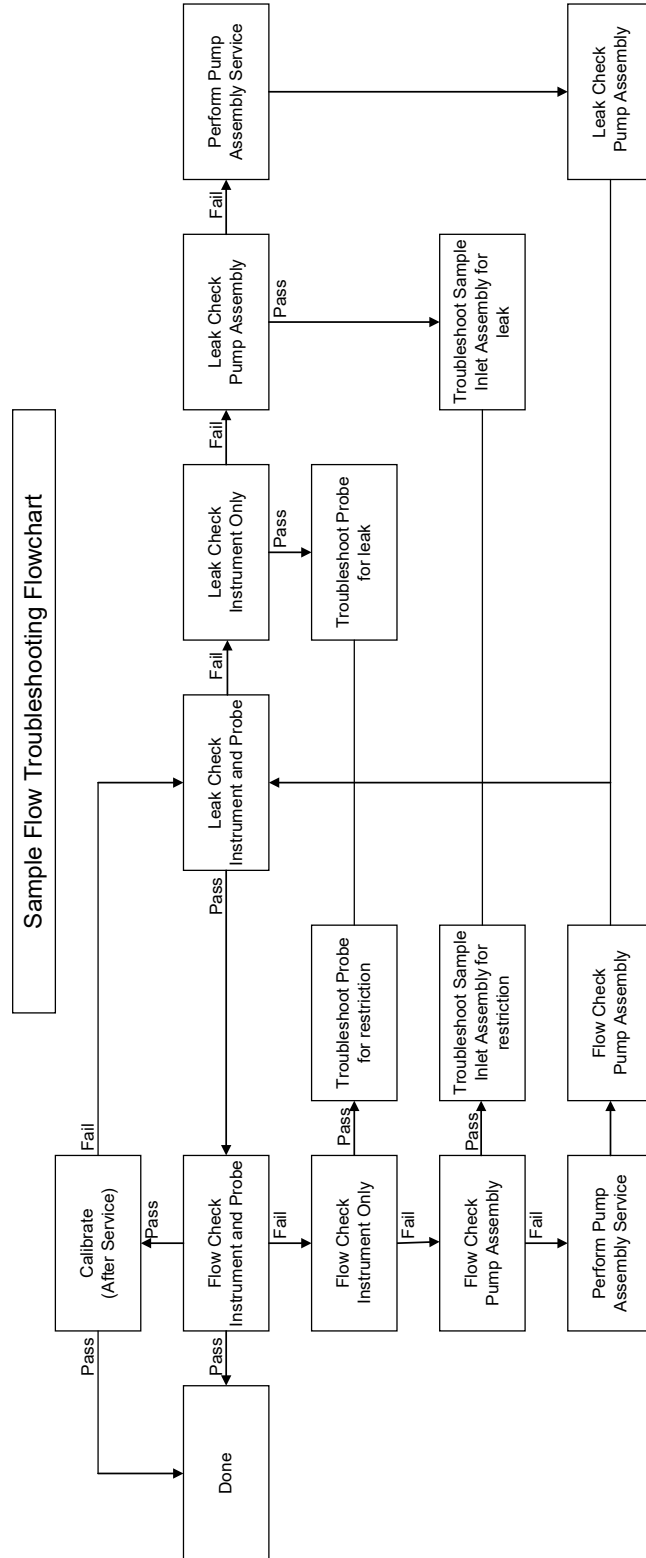 Sample Flow Troubleshooting Flowchart
Calibrate
(After Service)
Pass
Fail
Done
Pass
Flow Check
Instrument and Probe
Pass
Fail
Pass
Leak Check
Instrument and Probe
Fail
Leak Check
Instrument Only
Fail
Pass
Leak Check
Pump Assembly
Fail
Pass
Perform Pump
Assembly Service
Flow Check
Instrument Only
Pass
Fail
Troubleshoot Probe
for restriction
Troubleshoot Probe
for leak
Flow Check
Pump Assembly
Pass
Fail
Troubleshoot Sample
Inlet Assembly for
restriction
Troubleshoot Sample
Inlet Assembly for
leak
Perform Pump
Assembly Service
Flow Check
Pump Assembly
Leak Check
Pump Assembly